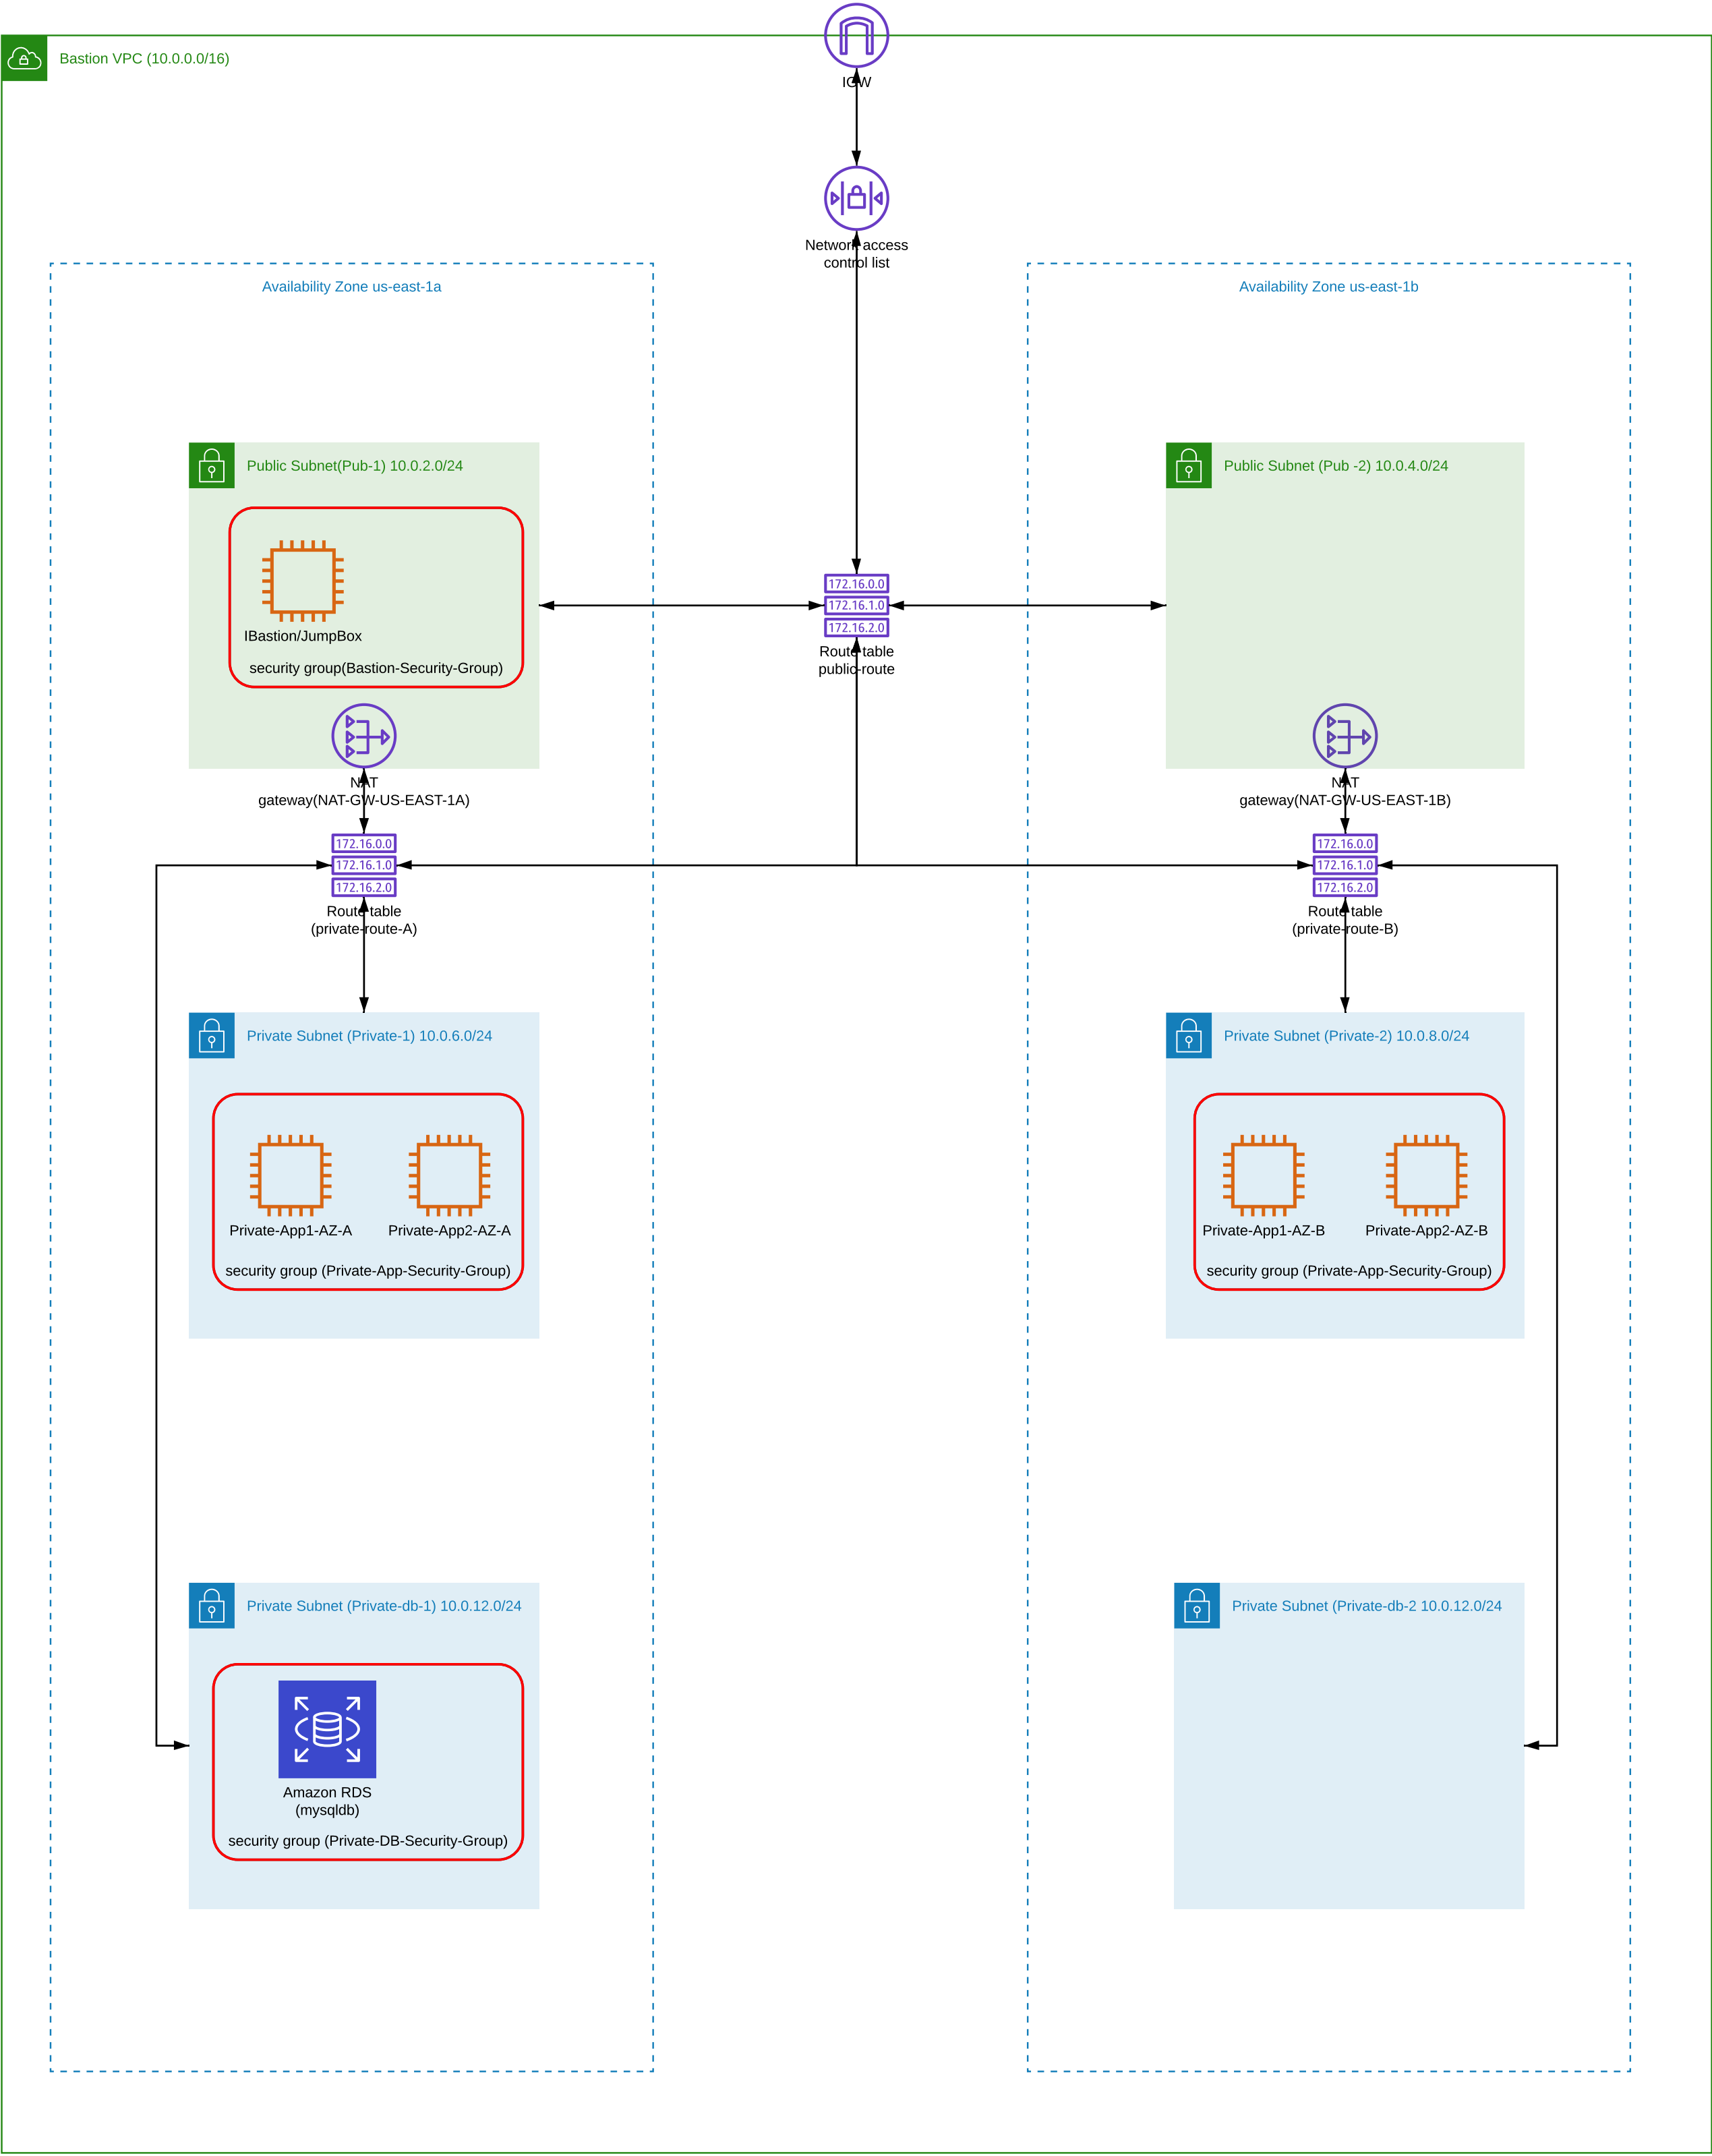 IGW
Bastion VPC (10.0.0.0/16)
Network access
control list
Availability Zone us-east-1a
Availability Zone us-east-1b
Public Subnet(Pub-1) 10.0.2.0/24
Public Subnet (Pub -2) 10.0.4.0/24
IBastion/JumpBox
security group(Bastion-Security-Group)
172.16.0.0
172.16.1.0
172.16.2.0
Route table
public-route
NAT
gateway(NAT-GW-US-EAST-1A)
NAT
gateway(NAT-GW-US-EAST-1B)
172.16.0.0
172.16.1.0
172.16.2.0
Route table
(private-route-A)
172.16.0.0
172.16.1.0
172.16.2.0
Route table
(private-route-B)
Private Subnet (Private-1) 10.0.6.0/24
Private-App1-AZ-A
Private-App2-AZ-A
security group (Private-App-Security-Group)
Private Subnet (Private-2) 10.0.8.0/24
Private-App1-AZ-B
Private-App2-AZ-B
security group (Private-App-Security-Group)
Private Subnet (Private-db-1) 10.0.12.0/24
Amazon RDS
(mysqldb)
security group (Private-DB-Security-Group)
Private Subnet (Private-db-2 10.0.12.0/24